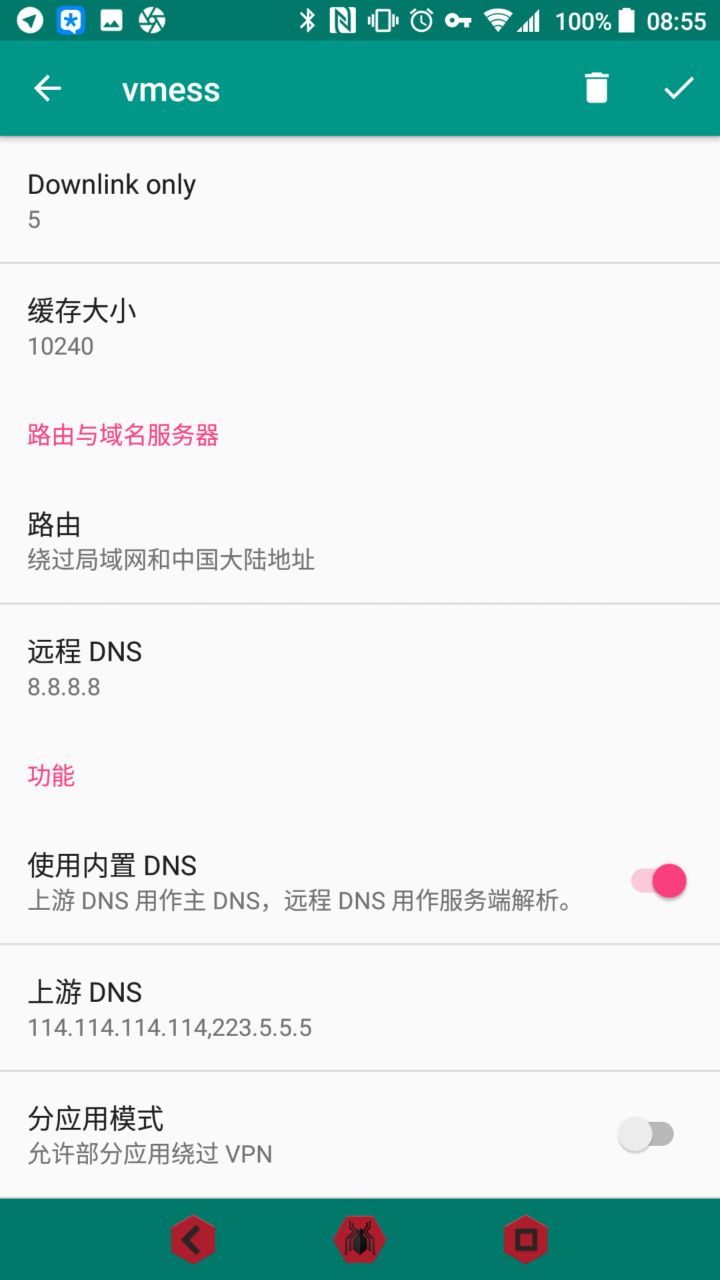 100% 08:55
vmess
Downlink only
5
缓存大小
10240
路由与域名服务器
路由
绕过局域网和中国大陆地址
远程 DNS
8.8.8.8
功能
使用内置 DNS
上游 DNS 用作主 DNS，远程 DNS 用作服务端解析。
上游 DNS
114.114.114.114,223.5.5.5
分应用模式
允许部分应用绕过 VPN